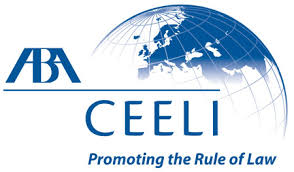 ABA
CEELI
Promoting the Rule of Law